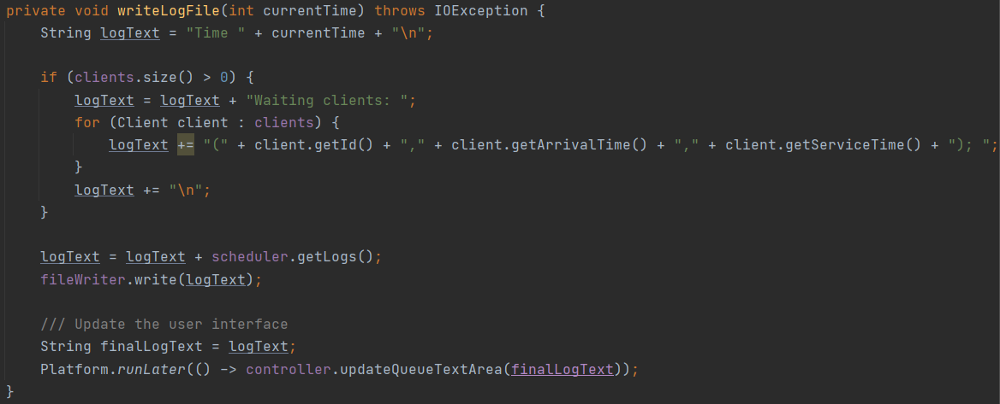 private void writeLogFile(int currentTime) throws IOException {
    String logText = "Time " + currentTime + "\n";
    if (clients.size() > 0) {
        logText = logText + "Waiting clients: ";
        for (Client client : clients) {
            logText += "(" + client.getId() + "," + client.getArrivalTime() + "," + client.getServiceTime() + "); ";
        }
        logText += "\n";
    }
    logText = logText + scheduler.getLogs();
    fileWriter.write(logText);
    /// Update the user interface
    String finalLogText = logText;
    Platform.runLater(() -> controller.updateQueueTextArea(finalLogText));
}